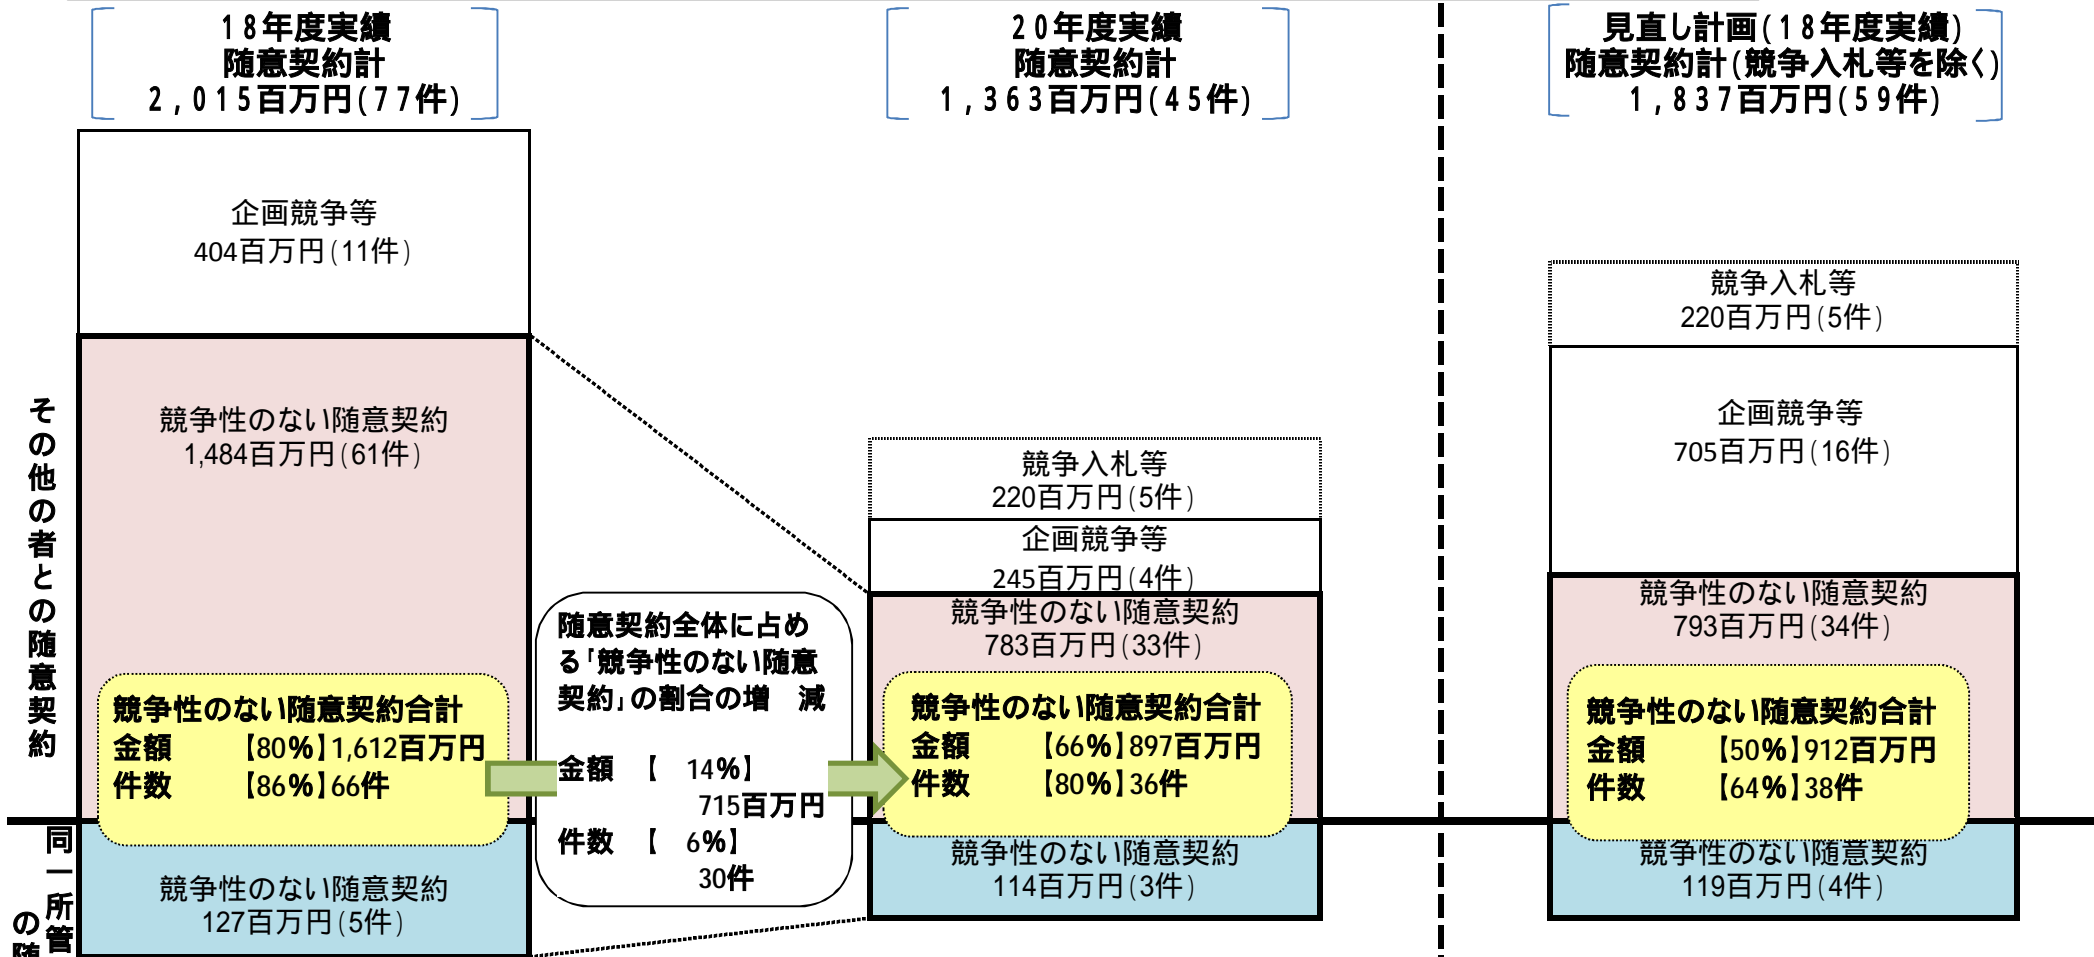 18年度実績
随意契約計
2,015百万円(77件)
20年度実績
随意契約計
1,363百万円(45件)
見直し計画(18年度実績)
随意契約計(競争入札等を除く)
1,837百万円(59件)
企画競争等
404百万円(11件)
競争性のない随意契約
1,484百万円(61件)
競争性のない随意契約合計
金額 【80%】1,612百万円
件数 【86%】66件
競争性のない随意契約
127百万円(5件)
随意契約全体に占め
る「競争性のない随意
契約」の割合の増 減
金額 【 14%】
715百万円
件数 【 6%】
30件
競争入札等
220百万円(5件)
企画競争等
245百万円(4件)
競争性のない随意契約
783百万円(33件)
競争性のない随意契約合計
金額 【66%】897百万円
件数 【80%】36件
競争性のない随意契約
114百万円(3件)
競争入札等
220百万円(5件)
企画競争等
705百万円(16件)
競争性のない随意契約
793百万円(34件)
競争性のない随意契約合計
金額 【50%】912百万円
件数 【64%】38件
競争性のない随意契約
119百万円(4件)
その他の者との随意契約
同一所管
の随